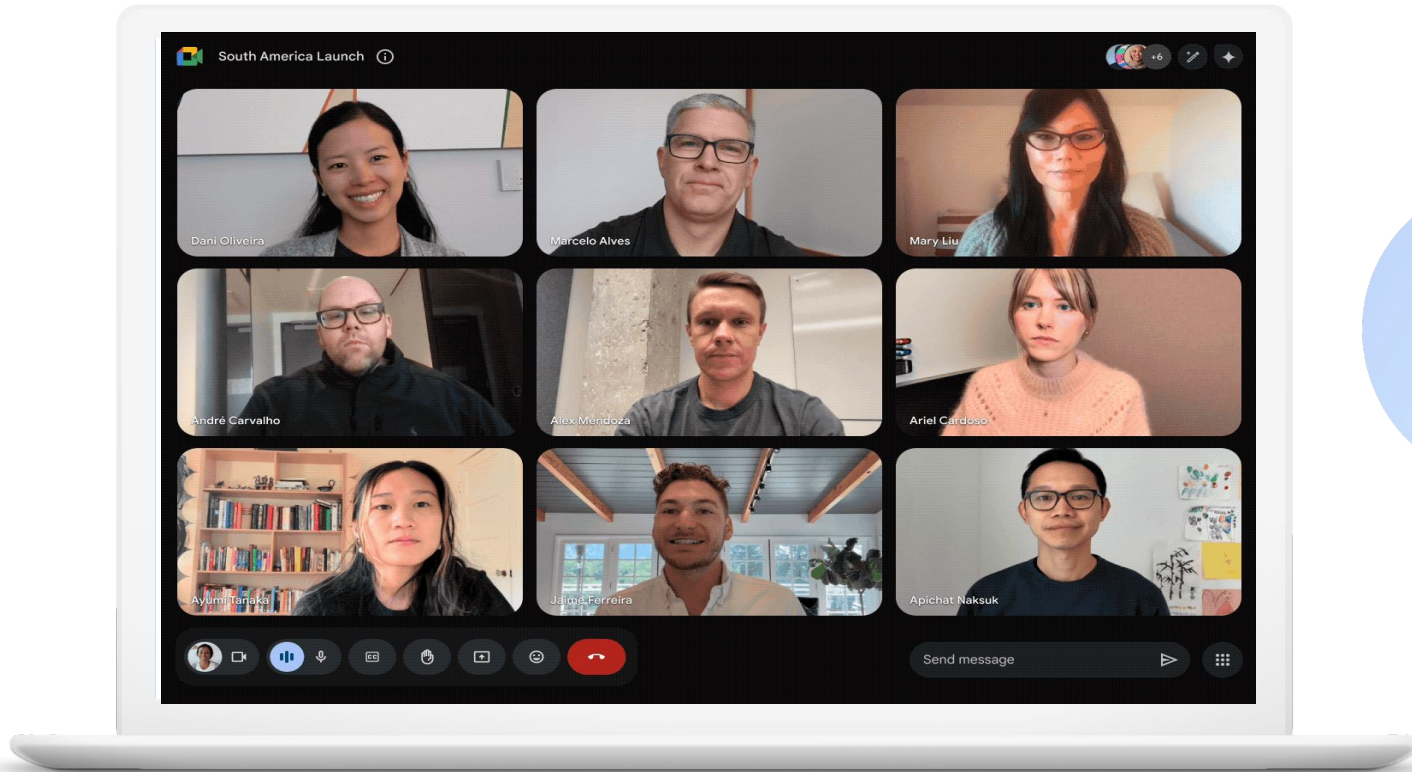 South America Launch
+6
Dani Oliveira
Marcelo Alves
Mary Liu
André Carvalho
Alex Mendoza
Ariel Cardoso
Ayumi Tanaka
Jaime Ferreira
Apichat Naksuk
CC
Send message